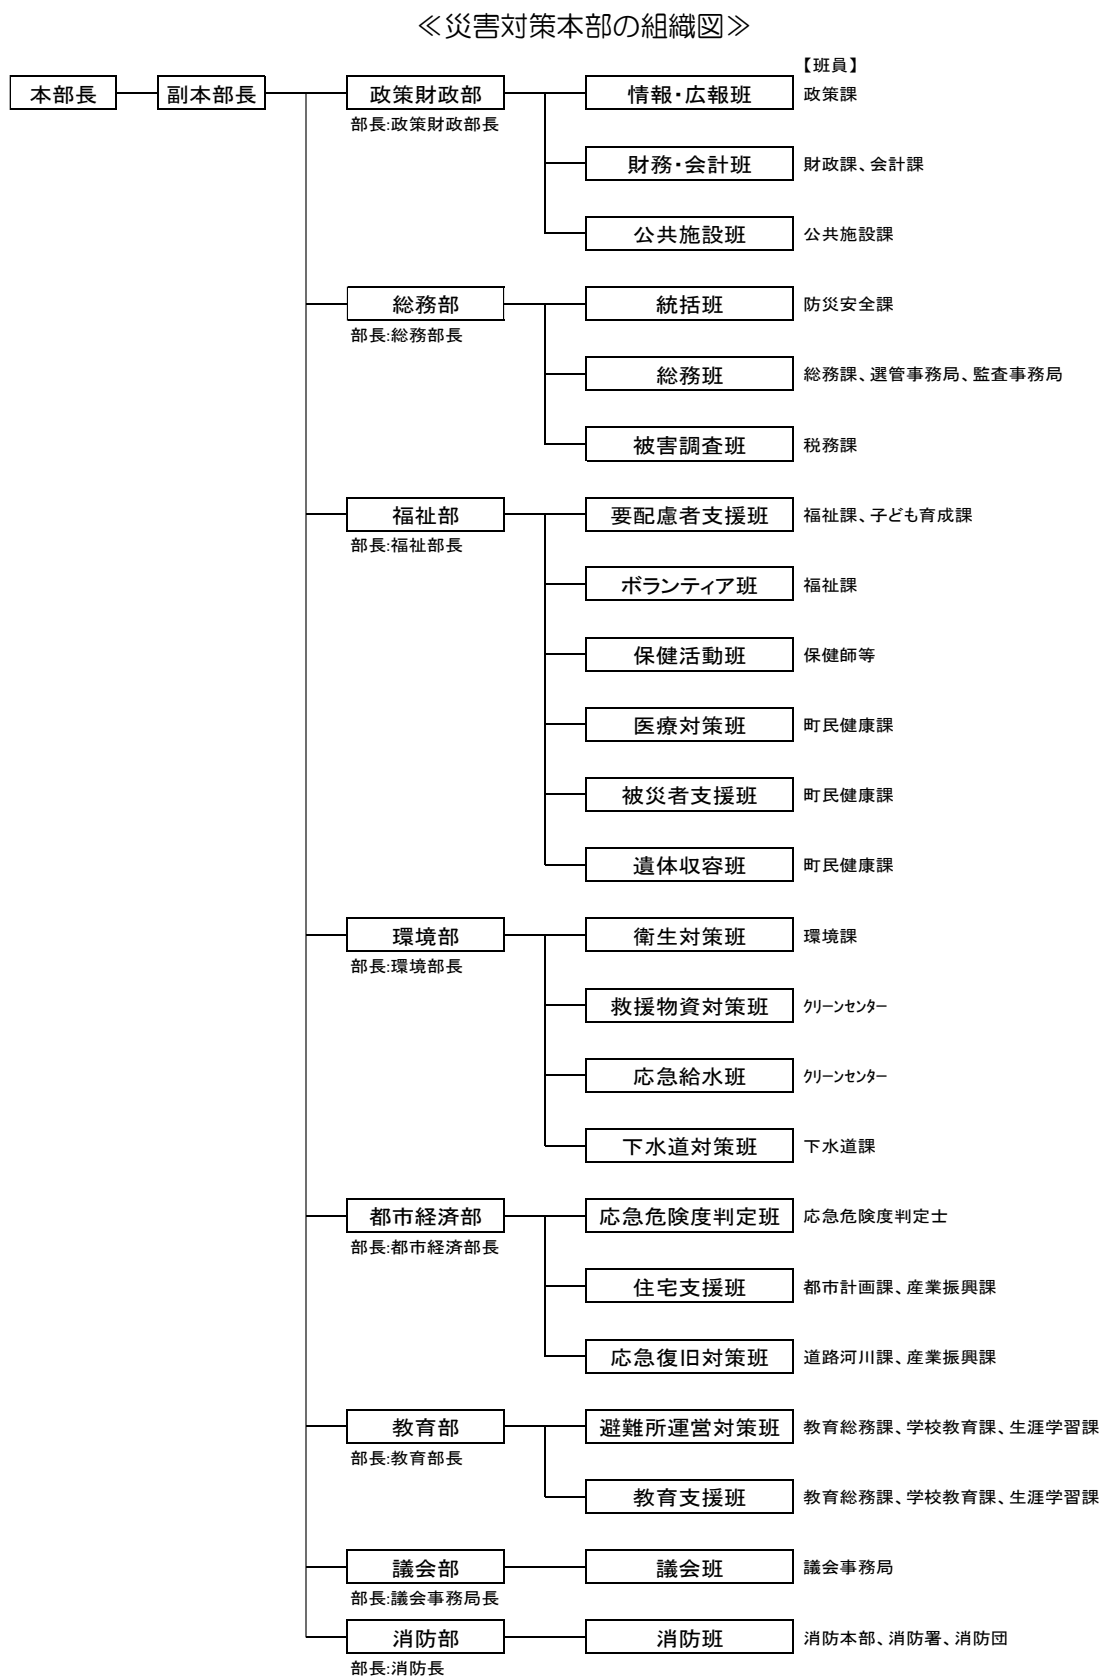 ≪災害対策本部の組織図≫
【班員】
本部長 副本部長 政策財政部 情報・広報班 政策課
部長:政策財政部長
財務・会計班 財政課、会計課
公共施設班 公共施設課
総務部 統括班 防災安全課
部長:総務部長
総務班 総務課、選管事務局、監査事務局
被害調査班 税務課
福祉部 要配慮者支援班 福祉課、子ども育成課
部長:福祉部長
ボランティア班 福祉課
保健活動班 保健師等
医療対策班 町民健康課
被災者支援班 町民健康課
遺体収容班 町民健康課
環境部 衛生対策班 環境課
部長:環境部長
救援物資対策班 クリーンセンター
応急給水班 クリーンセンター
下水道対策班 下水道課
都市経済部 応急危険度判定班 応急危険度判定士
部長:都市経済部長
住宅支援班 都市計画課、産業振興課
応急復旧対策班 道路河川課、産業振興課
教育部 避難所運営対策班 教育総務課、学校教育課、生涯学習課
部長:教育部長
教育支援班 教育総務課、学校教育課、生涯学習課
議会部 議会班 議会事務局
部長:議会事務局長
消防部 消防班 消防本部、消防署、消防団
部長:消防長